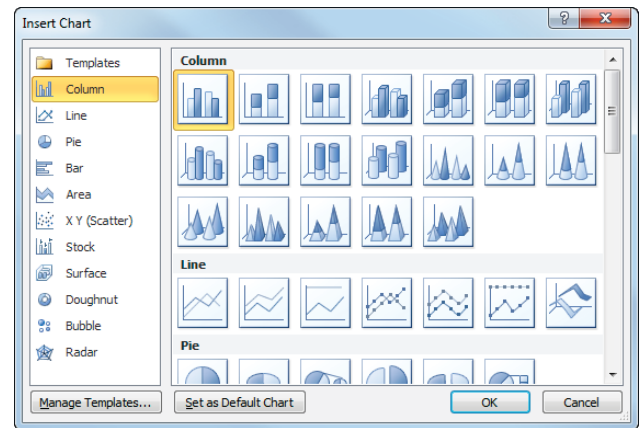 Insert Chart
Templates
Column
Line
Pie
Bar
Area
X Y (Scatter)
Stock
Surface
Doughnut
Bubble
Radar
Column
Line
Pie
Manage Templates...
Set as Default Chart
OK
Cancel